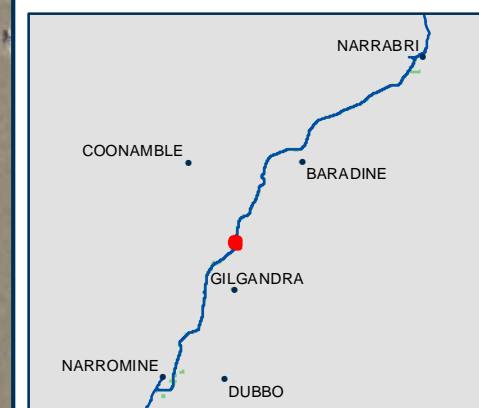 NARRABRI
COONAMBLE
BARADINE
GILGANDRA
NARROMINE
DUBBO